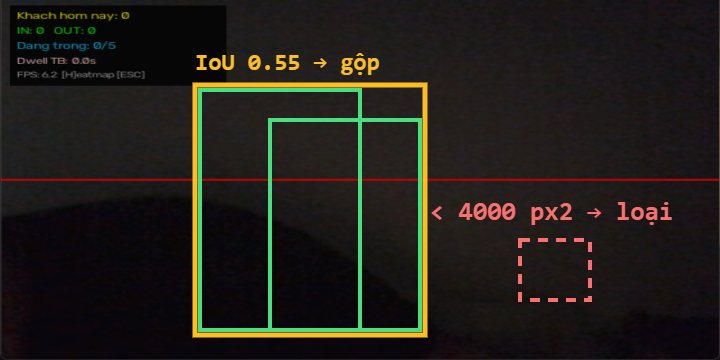 Khach hom nay: 0
IN: 0 OUT: 0
Dang trong: 0/5
Dwell TB: 0.0s
FPS: 6.2 [H]eatmap [ESC]
IoU 0.55 → gộp
< 4000 px2 → loại